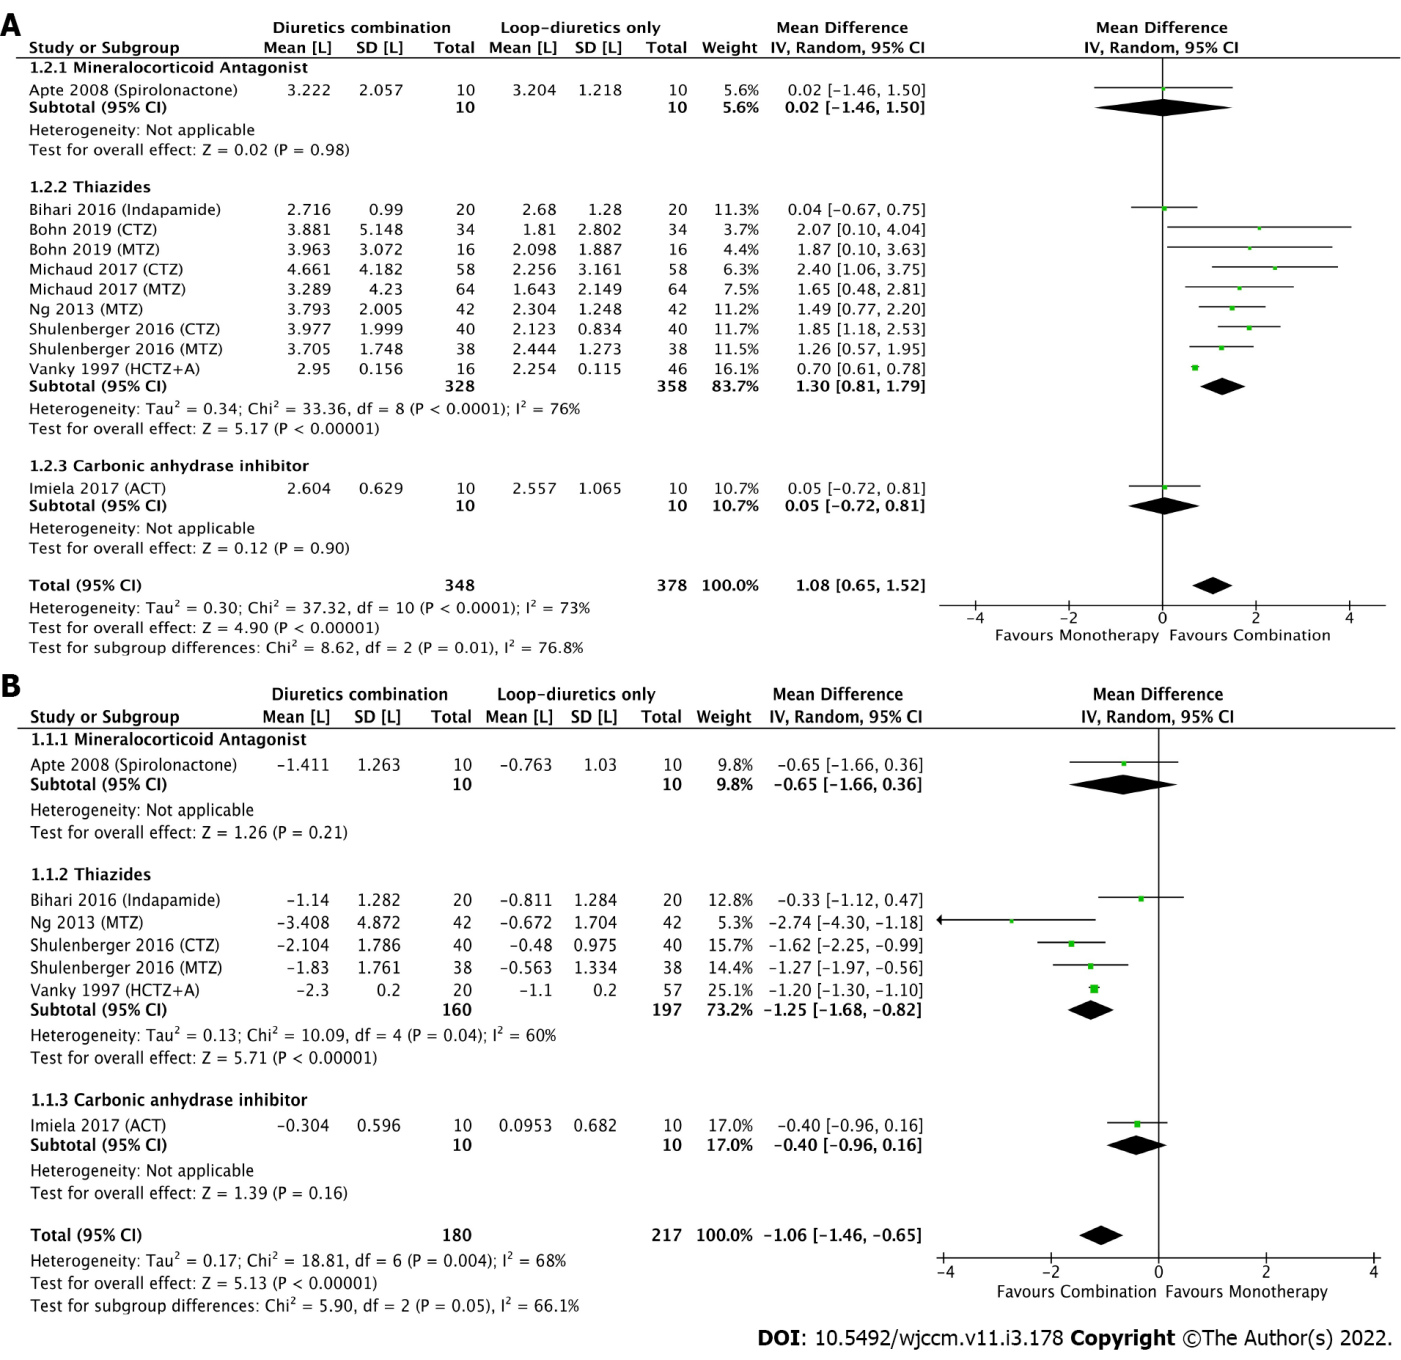 A
Diuretics combination Loop-diuretics only Mean Difference Mean Difference
Study or Subgroup Mean [L] SD [L] Total Mean [L] SD [L] Total Weight IV, Random, 95% CI IV, Random, 95% CI
1.2.1 Mineralocorticoid Antagonist
Apte 2008 (Spirolonactone) 3.222 2.057 10 3.204 1.218 10 5.6% 0.02 [-1.46, 1.50]
Subtotal (95% CI) 10 10 5.6% 0.02 [-1.46, 1.50]
Heterogeneity: Not applicable
Test for overall effect: Z = 0.02 (P = 0.98)
1.2.2 Thiazides
Bihari 2016 (Indapamide) 2.716 0.99 20 2.68 1.28 20 11.3% 0.04 [-0.67, 0.75]
Bohn 2019 (CTZ) 3.881 5.148 34 1.81 2.802 34 3.7% 2.07 [0.10, 4.04]
Bohn 2019 (MTZ) 3.963 3.072 16 2.098 1.887 16 4.4% 1.87 [0.10, 3.63]
Michaud 2017 (CTZ) 4.661 4.182 58 2.256 3.161 58 6.3% 2.40 [1.06, 3.75]
Michaud 2017 (MTZ) 3.289 4.23 64 1.643 2.149 64 7.5% 1.65 [0.48, 2.81]
Ng 2013 (MTZ) 3.793 2.005 42 2.304 1.248 42 11.2% 1.49 [0.77, 2.20]
Shulenberger 2016 (CTZ) 3.977 1.999 40 2.123 0.834 40 11.7% 1.85 [1.18, 2.53]
Shulenberger 2016 (MTZ) 3.705 1.748 38 2.444 1.273 38 11.5% 1.26 [0.57, 1.95]
Vanky 1997 (HCTZ+A) 2.95 0.156 16 2.254 0.115 46 16.1% 0.70 [0.61, 0.78]
Subtotal (95% CI) 328 358 83.7% 1.30 [0.81, 1.79]
Heterogeneity: Tau² = 0.34; Chi² = 33.36, df = 8 (P < 0.0001); I² = 76%
Test for overall effect: Z = 5.17 (P < 0.00001)
1.2.3 Carbonic anhydrase inhibitor
Imiela 2017 (ACT) 2.604 0.629 10 2.557 1.065 10 10.7% 0.05 [-0.72, 0.81]
Subtotal (95% CI) 10 10 10.7% 0.05 [-0.72, 0.81]
Heterogeneity: Not applicable
Test for overall effect: Z = 0.12 (P = 0.90)
Total (95% CI) 348 378 100.0% 1.08 [0.65, 1.52]
Heterogeneity: Tau² = 0.30; Chi² = 37.32, df = 10 (P < 0.0001); I² = 73%
Test for overall effect: Z = 4.90 (P < 0.00001)
Test for subgroup differences: Chi² = 8.62, df = 2 (P = 0.01), I² = 76.8%
-4 -2 0 2 4
Favours Monotherapy Favours Combination
B
Diuretics combination Loop-diuretics only Mean Difference Mean Difference
Study or Subgroup Mean [L] SD [L] Total Mean [L] SD [L] Total Weight IV, Random, 95% CI IV, Random, 95% CI
1.1.1 Mineralocorticoid Antagonist
Apte 2008 (Spirolonactone) -1.411 1.263 10 -0.763 1.03 10 9.8% -0.65 [-1.66, 0.36]
Subtotal (95% CI) 10 10 9.8% -0.65 [-1.66, 0.36]
Heterogeneity: Not applicable
Test for overall effect: Z = 1.26 (P = 0.21)
1.1.2 Thiazides
Bihari 2016 (Indapamide) -1.14 1.282 20 -0.811 1.284 20 12.8% -0.33 [-1.12, 0.47]
Ng 2013 (MTZ) -3.408 4.872 42 -0.672 1.704 42 5.3% -2.74 [-4.30, -1.18]
Shulenberger 2016 (CTZ) -2.104 1.786 40 -0.48 0.975 40 15.7% -1.62 [-2.25, -0.99]
Shulenberger 2016 (MTZ) -1.83 1.761 38 -0.563 1.334 38 14.4% -1.27 [-1.97, -0.56]
Vanky 1997 (HCTZ+A) -2.3 0.2 20 -1.1 0.2 57 25.1% -1.20 [-1.30, -1.10]
Subtotal (95% CI) 160 197 73.2% -1.25 [-1.68, -0.82]
Heterogeneity: Tau² = 0.13; Chi² = 10.09, df = 4 (P = 0.04); I² = 60%
Test for overall effect: Z = 5.71 (P < 0.00001)
1.1.3 Carbonic anhydrase inhibitor
Imiela 2017 (ACT) -0.304 0.596 10 0.0953 0.682 10 17.0% -0.40 [-0.96, 0.16]
Subtotal (95% CI) 10 10 17.0% -0.40 [-0.96, 0.16]
Heterogeneity: Not applicable
Test for overall effect: Z = 1.39 (P = 0.16)
Total (95% CI) 180 217 100.0% -1.06 [-1.46, -0.65]
Heterogeneity: Tau² = 0.17; Chi² = 18.81, df = 6 (P = 0.004); I² = 68%
Test for overall effect: Z = 5.13 (P < 0.00001)
Test for subgroup differences: Chi² = 5.90, df = 2 (P = 0.05), I² = 66.1%
-4 -2 0 2 4
Favours Combination Favours Monotherapy
DOI: 10.5492/wjccm.v11.i3.178 Copyright ©The Author(s) 2022.